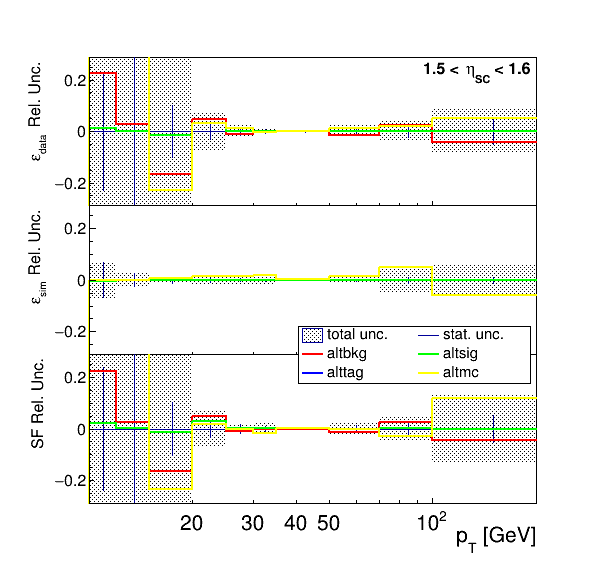 1.5 < η_SC < 1.6
ε_data Rel. Unc.
0.2
0
−0.2
ε_sim Rel. Unc.
0.2
0
−0.2
total unc. stat. unc.
altbkg altsig
alttag altmc
SF Rel. Unc.
0.2
0
−0.2
20 30 40 50 10²
p_T [GeV]